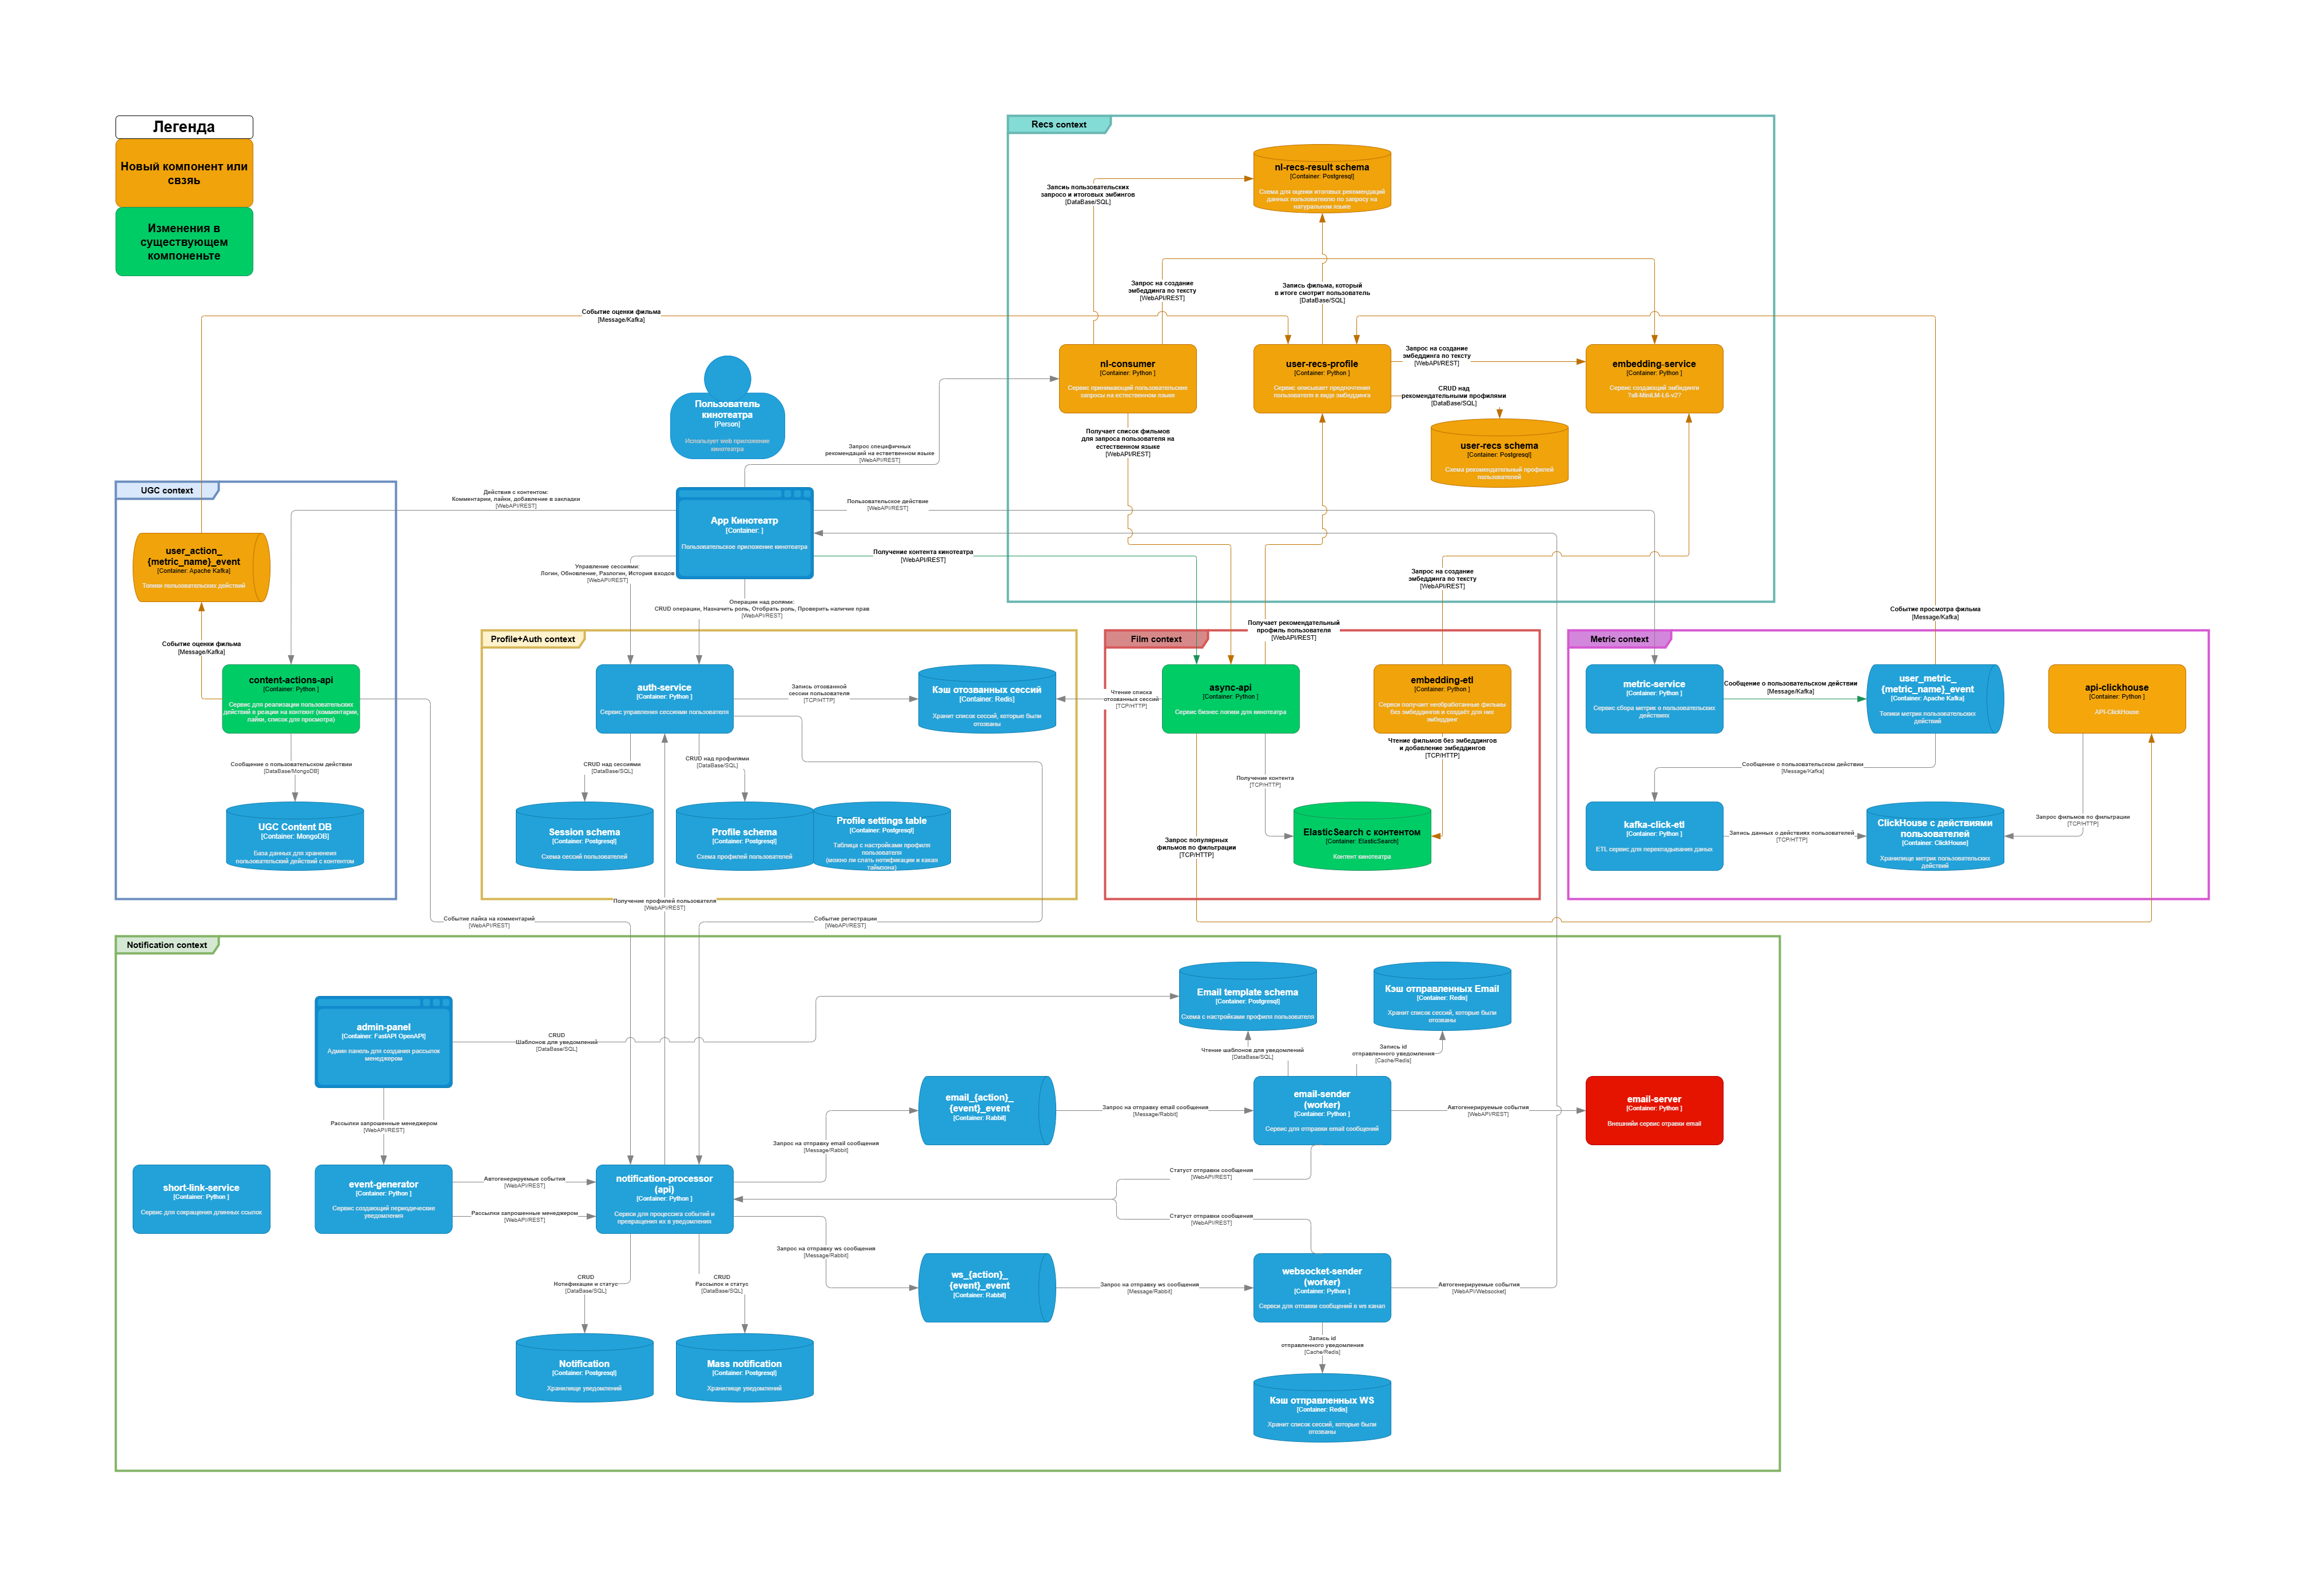 Легенда
Новый компонент или
свзяь
Изменения в
существующем
компоненьте
Recs context
nl-recs-result schema
[Container: Postgresql]
Схема для оценки итоговых рекомендаций
данных пользователю по запросу на
натуральном языке
Запсиь пользовательских
запросо и итоговых эмбингов
[DataBase/SQL]
Запрос на создание
эмбеддинга по тексту
[WebAPI/REST]
Запись фильма, который
в итоге смотрит пользователь
[DataBase/SQL]
Событие оценки фильма
[Message/Kafka]
nl-consumer
[Container: Python ]
Сервис принимающий пользовательские
запросы на естественном языке
user-recs-profile
[Container: Python ]
Сервис описывает предпочтения
пользователя в виде эмбеддинга
Запрос на создание
эмбеддинга по тексту
[WebAPI/REST]
embedding-service
[Container: Python ]
Сервис создающий эмбидинги
?all-MiniLM-L6-v2?
CRUD над
рекомендательными профилями
[DataBase/SQL]
user-recs schema
[Container: Postgresql]
Схема рекомендательный профилей
пользователей
Получает список фильмов
для запроса пользователя на
естественном языке
[WebAPI/REST]
Пользователь
кинотеатра
[Person]
Использует web приложение
кинотеатра
Запрос специфичных
рекомендаций на естветенном языке
[WebAPI/REST]
App Кинотеатр
[Container: ]
Пользовательское приложение кинотеатра
Действия с контентом:
Комментарии, лайки, добавление в закладки
[WebAPI/REST]
Пользовательское действие
[WebAPI/REST]
Получение контента кинотеатра
[WebAPI/REST]
Управление сессиями:
Логин, Обновление, Разлогин, История входов
[WebAPI/REST]
Операции над ролями:
CRUD операции, Назначить роль, Отобрать роль, Проверить наличие прав
[WebAPI/REST]
Запрос на создание
эмбеддинга по тексту
[WebAPI/REST]
Получает рекомендательный
профиль пользователя
[WebAPI/REST]
Событие просмотра фильма
[Message/Kafka]
UGC context
user_action_
{metric_name}_event
[Container: Apache Kafka]
Топики пользовательских действий
Событие оценки фильма
[Message/Kafka]
content-actions-api
[Container: Python ]
Сервис для реализации пользовательских
действий в реации на контекнт (комментарии,
лайки, список для просмотра)
Сообщение о пользовательском действии
[DataBase/MongoDB]
UGC Content DB
[Container: MongoDB]
База данных для хранененя
пользовательский действий с контентом
Profile+Auth context
auth-service
[Container: Python ]
Сервис управления сессиями пользователя
Запись отозванной
сессии пользователя
[TCP/HTTP]
Кэш отозванных сессий
[Container: Redis]
Хранит список сессий, которые были
отозваны
Чтение списка
отозванных сессий
[TCP/HTTP]
CRUD над сессиями
[DataBase/SQL]
CRUD над профилями
[DataBase/SQL]
Session schema
[Container: Postgresql]
Схема сессий пользователей
Profile schema
[Container: Postgresql]
Схема профилей пользователей
Profile settings table
[Container: Postgresql]
Таблица с настройками профиля
пользователя
(можно ли слать нотификации и какая
таймзона)
Film context
async-api
[Container: Python ]
Сервис бизнес логики для кинотеатра
embedding-etl
[Container: Python ]
Сервси получает необработанные фильмы
без эмбеддингов и создаёт для них
эмбеддинг
Чтение фильмов без эмбеддингов
и добавление эмбеддингов
[TCP/HTTP]
Получение контента
[TCP/HTTP]
ElasticSearch с контентом
[Container: ElasticSearch]
Контент кинотеатра
Запрос популярных
фильмов по фильтрации
[TCP/HTTP]
Metric context
metric-service
[Container: Python ]
Сервис сбора метрик о пользовательских
действиях
Сообщение о пользовательском действии
[Message/Kafka]
user_metric_
{metric_name}_event
[Container: Apache Kafka]
Топики метрик пользовательских
действий
api-clickhouse
[Container: Python ]
API-ClickHouse
Сообщение о пользовательском действии
[Message/Kafka]
kafka-click-etl
[Container: Python ]
ETL сервис для перекладывания даных
Запись данных о действиях пользователей
[TCP/HTTP]
ClickHouse с действиями
пользователей
[Container: ClickHouse]
Хранилище метрик пользовательских
действий
Запрос фильмов по фильтрации
[TCP/HTTP]
Получение профилей пользователя
[WebAPI/REST]
Событие лайка на комментарий
[WebAPI/REST]
Событие регистрации
[WebAPI/REST]
Notification context
admin-panel
[Container: FastAPI OpenAPI]
Админ панель для создания рассылок
менеджером
CRUD
Шаблонов для уведомлений
[DataBase/SQL]
Email template schema
[Container: Postgresql]
Схема с настройками профиля пользователя
Кэш отправленных Email
[Container: Redis]
Хранит список сессий, которые были
отозваны
Чтение шаблонов для уведомлений
[DataBase/SQL]
Запись id
отправленного уведомления
[Cache/Redis]
email_{action}_
{event}_event
[Container: Rabbit]
Запрос на отправку email сообщения
[Message/Rabbit]
email-sender
(worker)
[Container: Python ]
Сервис для отправки email сообщений
Автогенерируемые события
[WebAPI/REST]
email-server
[Container: Python ]
Внешнийи сервис отравки email
Рассылки запрошенные менеджером
[WebAPI/REST]
Запрос на отправку email сообщения
[Message/Rabbit]
short-link-service
[Container: Python ]
Сервис для сокращения длинных ссылок
event-generator
[Container: Python ]
Сервис создающий периодические
уведомления
Автогенерируемые события
[WebAPI/REST]
Рассылки запрошенные менеджером
[WebAPI/REST]
notification-processor
(api)
[Container: Python ]
Сервси для процессига событий и
превращения их в уведомления
Статуст отправки сообщения
[WebAPI/REST]
Статуст отправки сообщения
[WebAPI/REST]
Запрос на отправку ws сообщения
[Message/Rabbit]
ws_{action}_
{event}_event
[Container: Rabbit]
Запрос на отправку ws сообщения
[Message/Rabbit]
websocket-sender
(worker)
[Container: Python ]
Сервси для отпавки сообщений в ws канал
Автогенерируемые события
[WebAPI/Websocket]
CRUD
Нотификации и статус
[DataBase/SQL]
CRUD
Рассылок и статус
[DataBase/SQL]
Notification
[Container: Postgresql]
Хранилище уведомлений
Mass notification
[Container: Postgresql]
Хранилище уведомлений
Запись id
отправленного уведомления
[Cache/Redis]
Кэш отправленных WS
[Container: Redis]
Хранит список сессий, которые были
отозваны